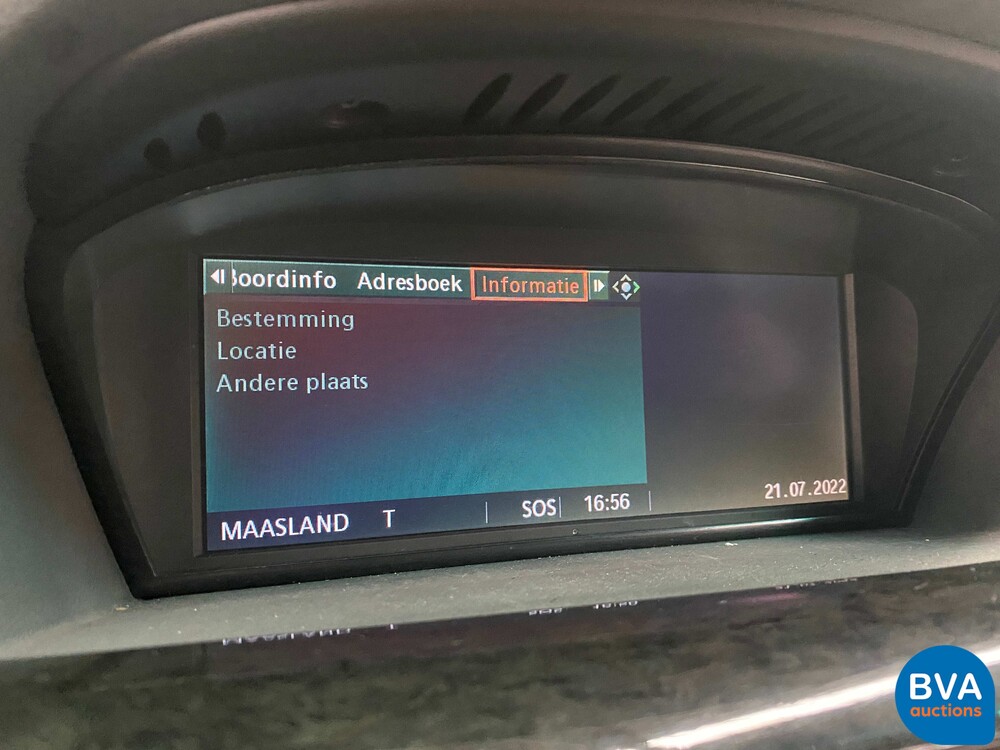 Boordinfo Adresboek Informatie
Bestemming
Locatie
Andere plaats
MAASLAND T SOS 16:56 21.07.2022
BVA
auctions